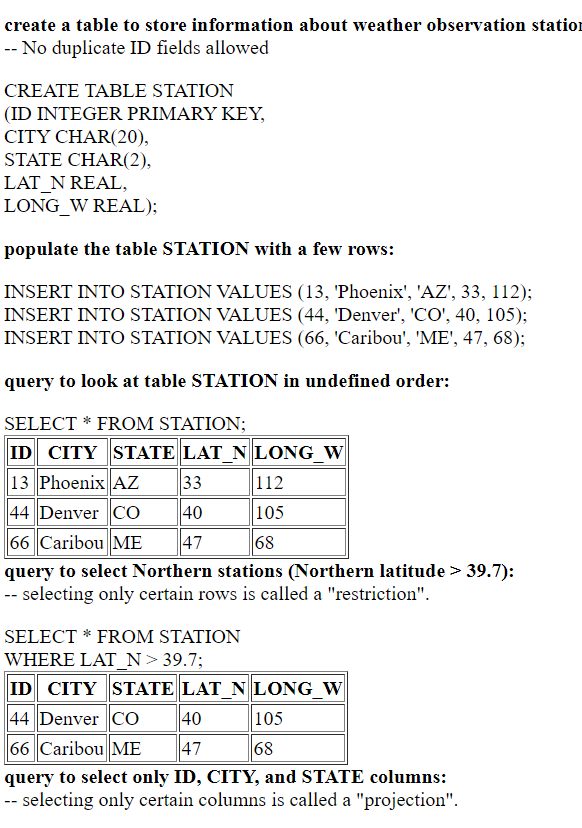 create a table to store information about weather observation
-- No duplicate ID fields allowed
CREATE TABLE STATION
(ID INTEGER PRIMARY KEY,
CITY CHAR(20),
STATE CHAR(2),
LAT_N REAL,
LONG_W REAL);
populate the table STATION with a few rows:
INSERT INTO STATION VALUES (13, 'Phoenix', 'AZ', 33, 112);
INSERT INTO STATION VALUES (44, 'Denver', 'CO', 40, 105);
INSERT INTO STATION VALUES (66, 'Caribou', 'ME', 47, 68);
query to look at table STATION in undefined order:
SELECT * FROM STATION;
ID CITY STATE LAT_N LONG_W
13 Phoenix AZ 33 112
44 Denver CO 40 105
66 Caribou ME 47 68
query to select Northern stations (Northern latitude > 39.7):
-- selecting only certain rows is called a "restriction".
SELECT * FROM STATION
WHERE LAT_N > 39.7;
ID CITY STATE LAT_N LONG_W
44 Denver CO 40 105
66 Caribou ME 47 68
query to select only ID, CITY, and STATE columns:
-- selecting only certain columns is called a "projection".